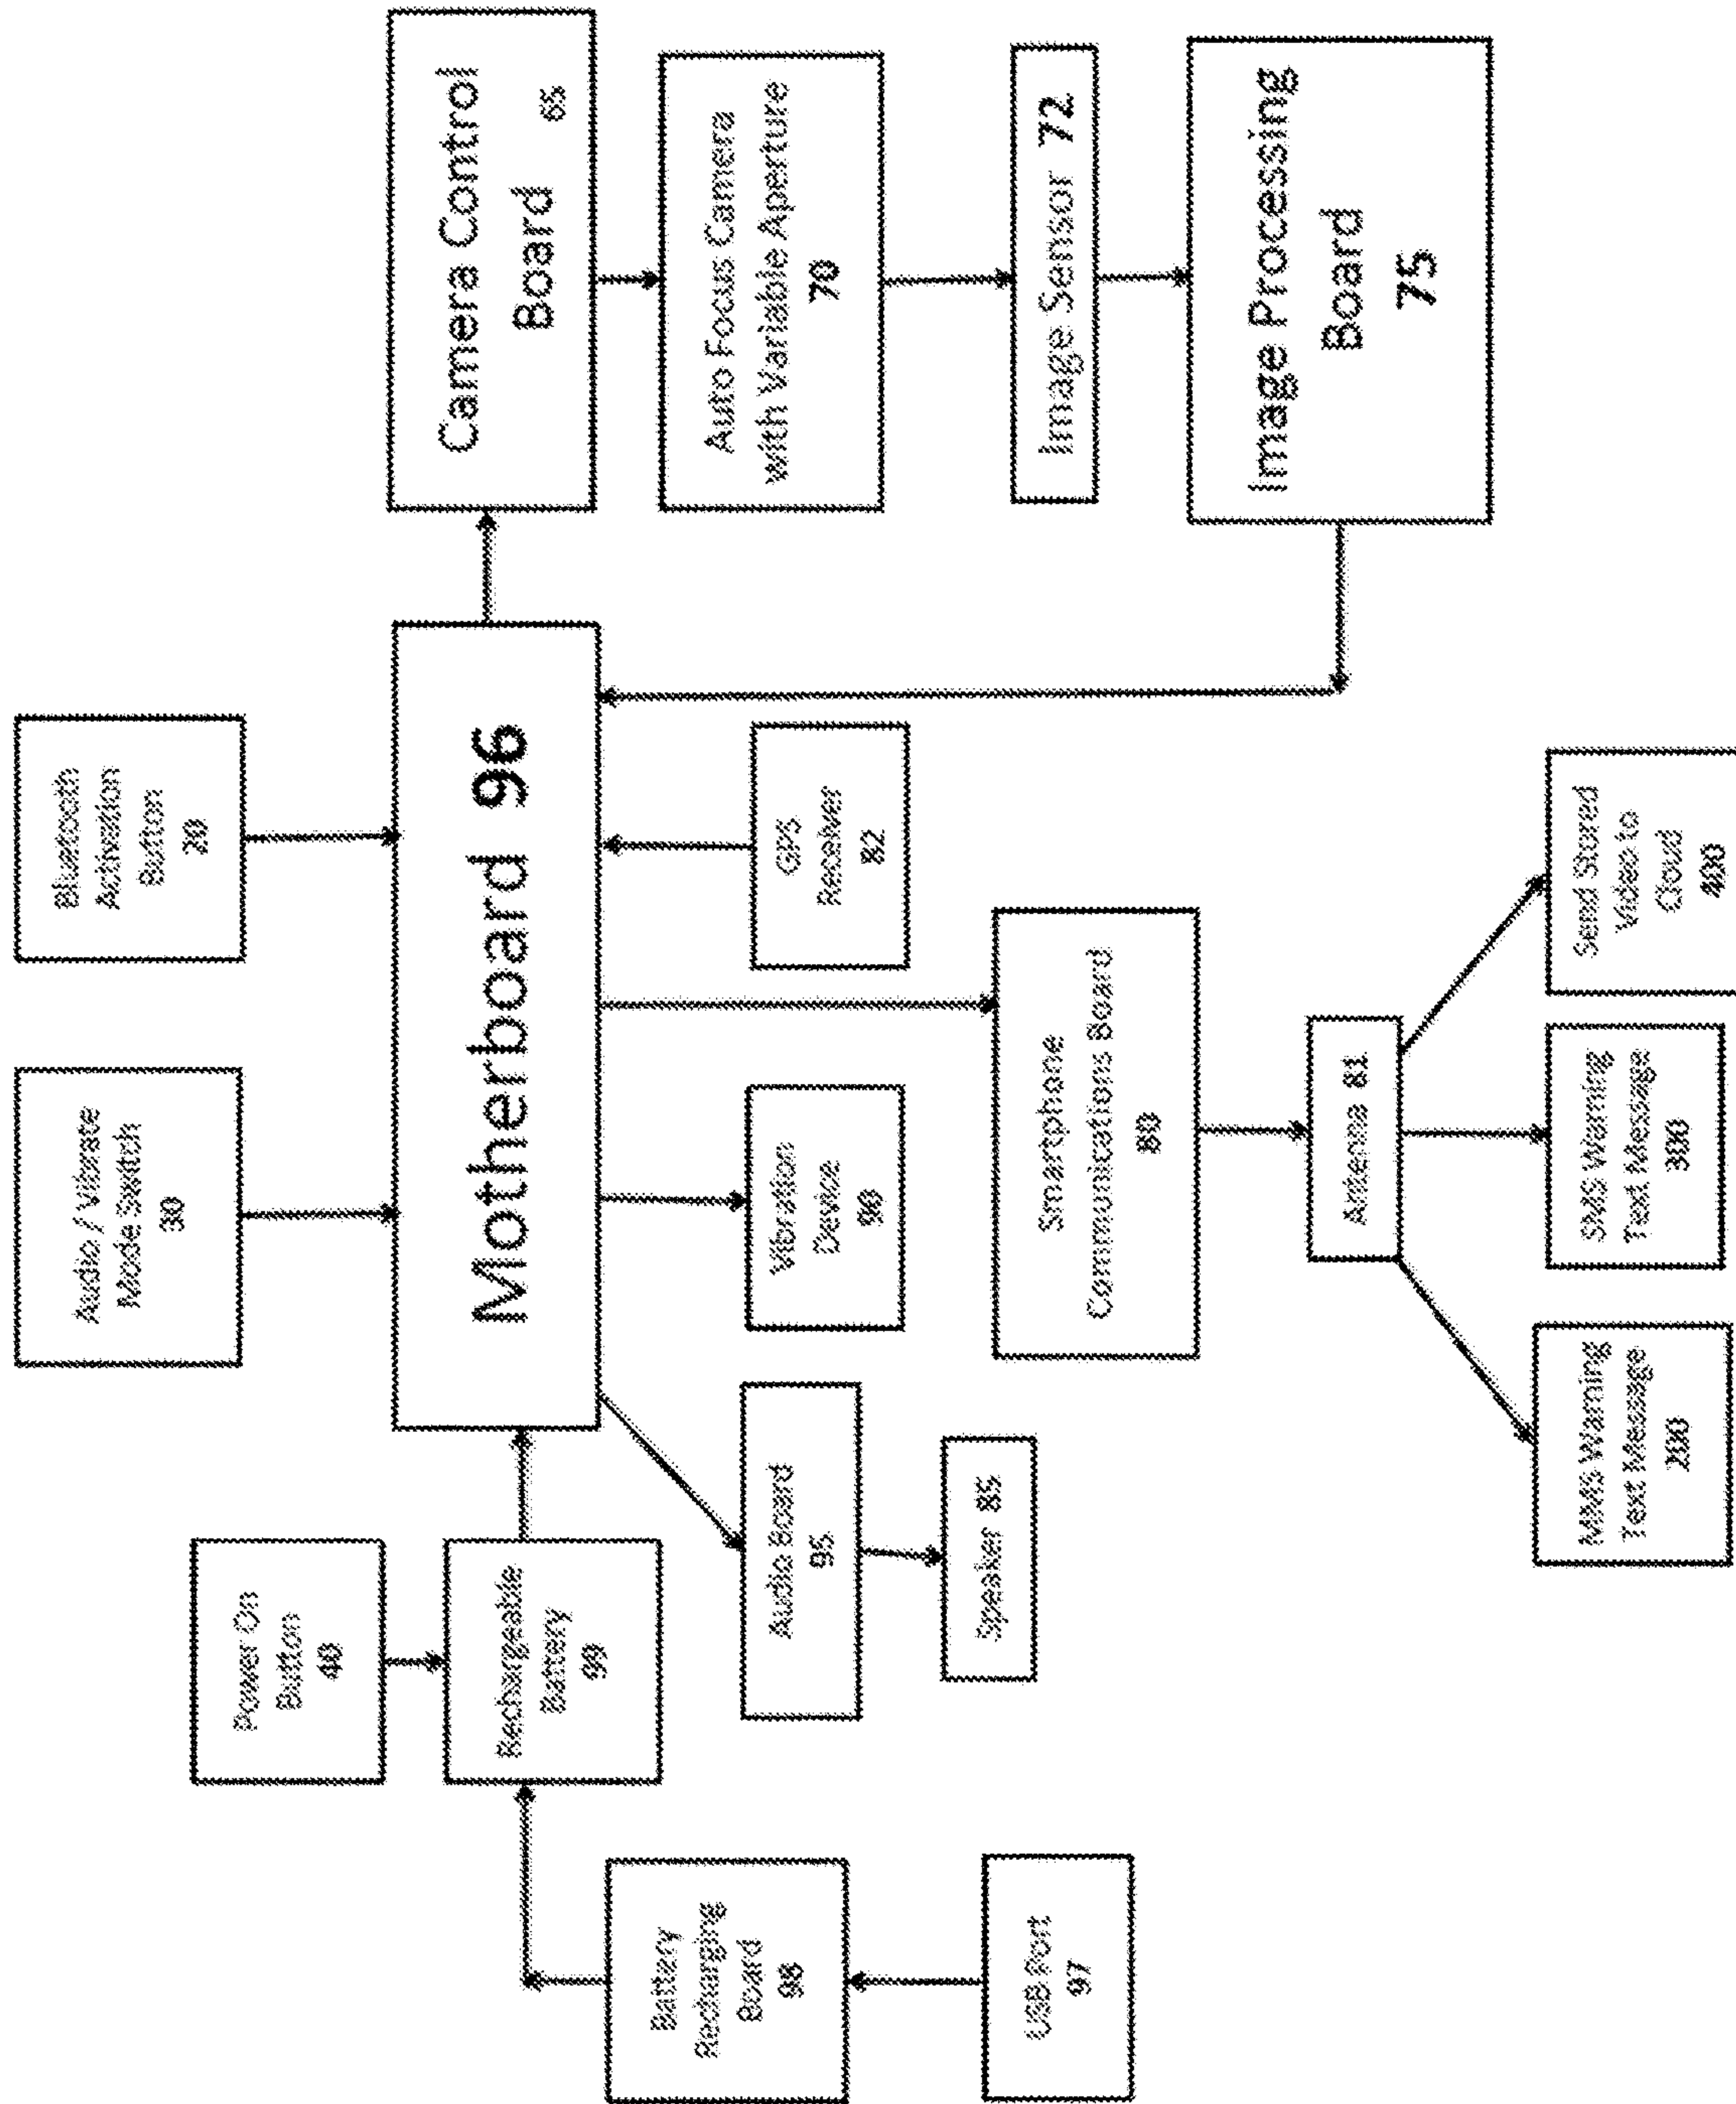 Audio / Vibrate
Mode Switch
30
Bluetooth
Activation
Button
20
Power On
Button
40
Rechargeable
Battery
99
Motherboard 96
Camera Control
Board 65
Battery
Recharging
Board
98
Audio Board
95
Vibration
Device
90
GPS
Receiver
82
Auto Focus Camera
with Variable Aperture
70
USB Port
97
Speaker 85
Smartphone
Communications Board
80
Image Sensor 72
Antenna 81
Image Processing
Board
75
MMS Warning
Text Message
200
SMS Warning
Text Message
300
Send Stored
Video to
Cloud
400